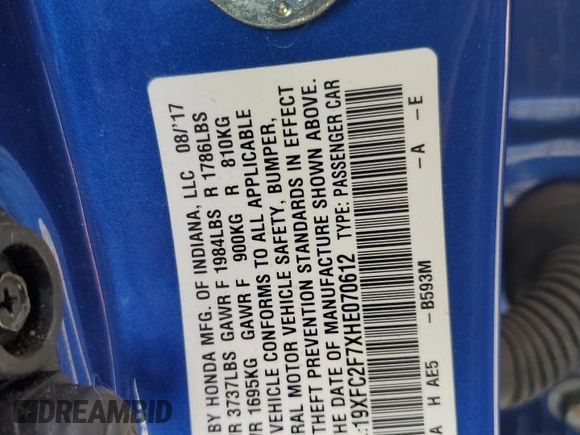 BY HONDA MFG. OF INDIANA, LLC 08/'17
3737LBS GAWR F 1984LBS R 1786LBS
1695KG GAWR F 900KG R 810KG
VEHICLE CONFORMS TO ALL APPLICABLE
MOTOR VEHICLE SAFETY, BUMPER,
THEFT PREVENTION STANDARDS IN EFFECT
THE DATE OF MANUFACTURE SHOWN ABOVE.
:19XFC2F7XHE070612 TYPE: PASSENGER CAR
A H AE5 -B593M -A -E
DREAMBID